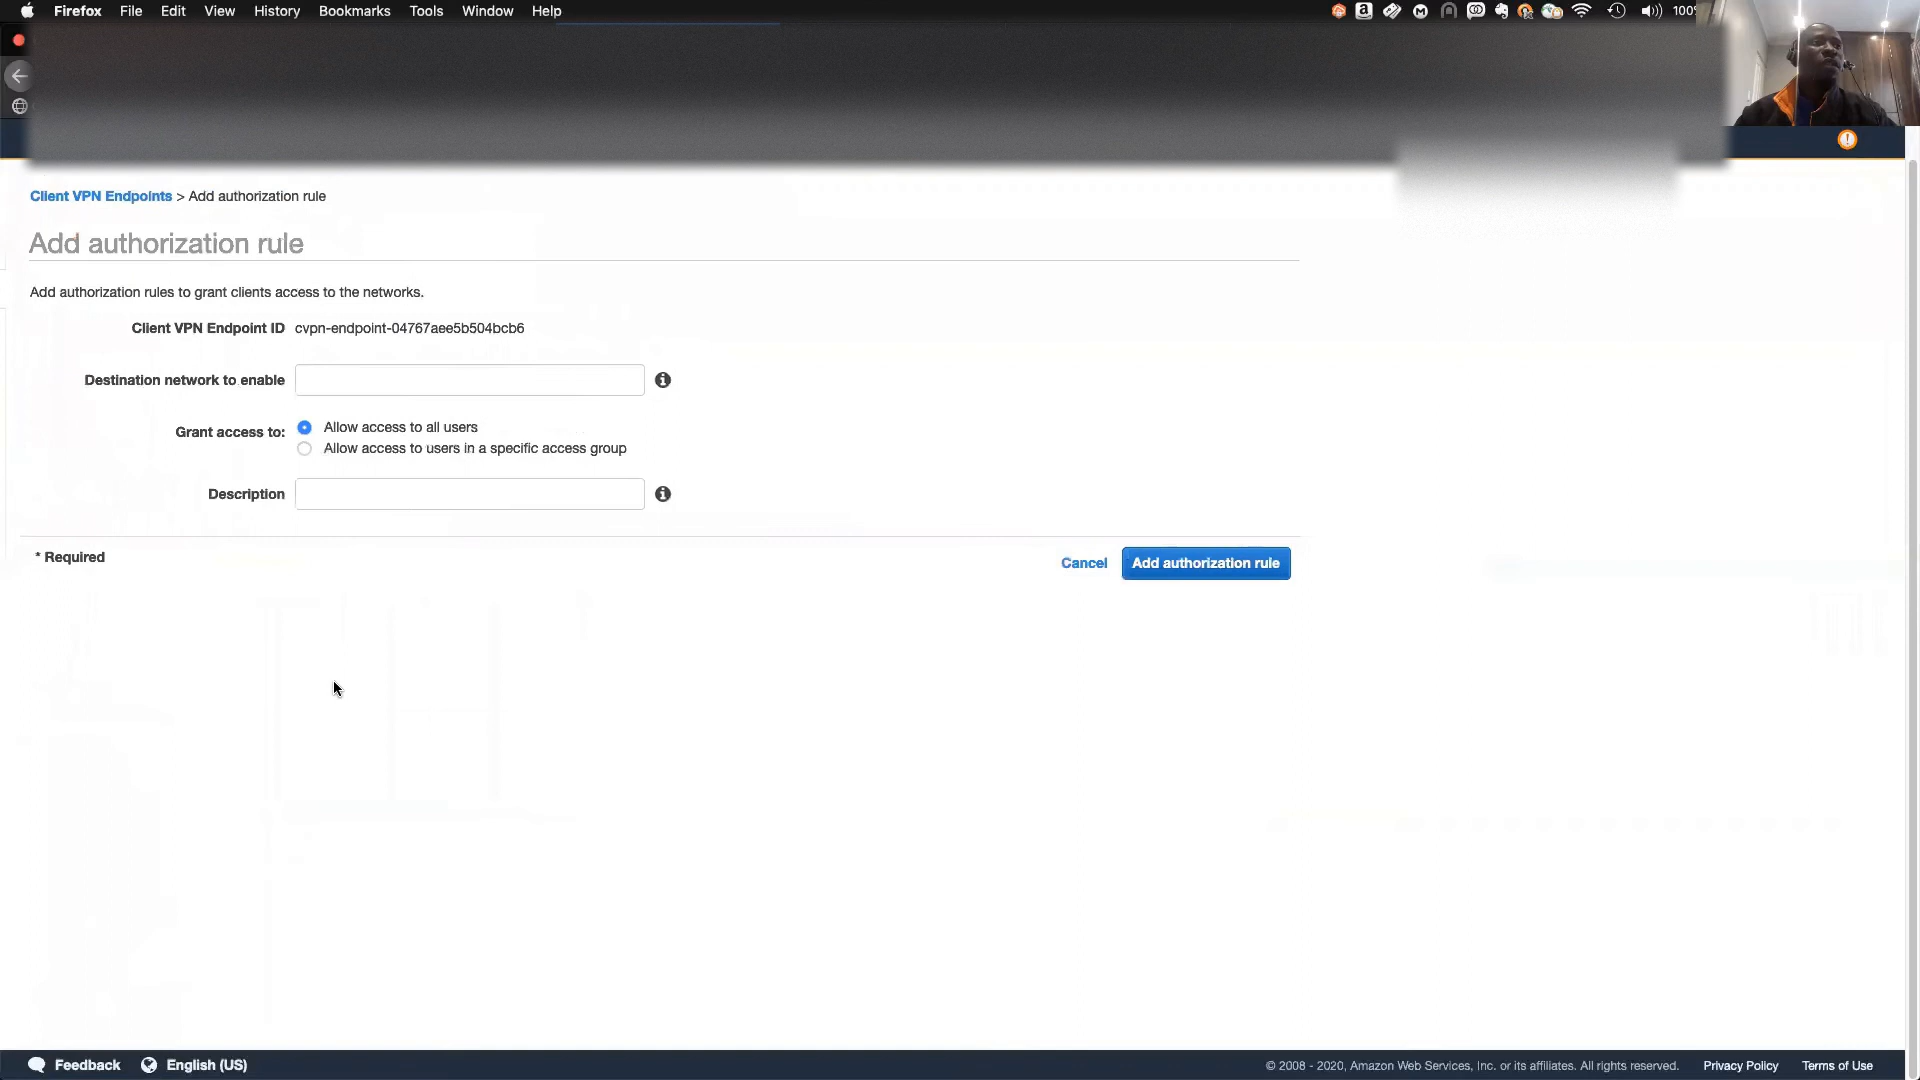 Firefox File Edit View History Bookmarks Tools Window Help 100%
Client VPN Endpoints > Add authorization rule
Add authorization rule
Add authorization rules to grant clients access to the networks.
Client VPN Endpoint ID cvpn-endpoint-04767aee5b504bcb6
Destination network to enable
Grant access to: Allow access to all users
Allow access to users in a specific access group
Description
* Required
Cancel Add authorization rule
Feedback English (US) © 2008 - 2020, Amazon Web Services, Inc. or its affiliates. All rights reserved. Privacy Policy Terms of Use